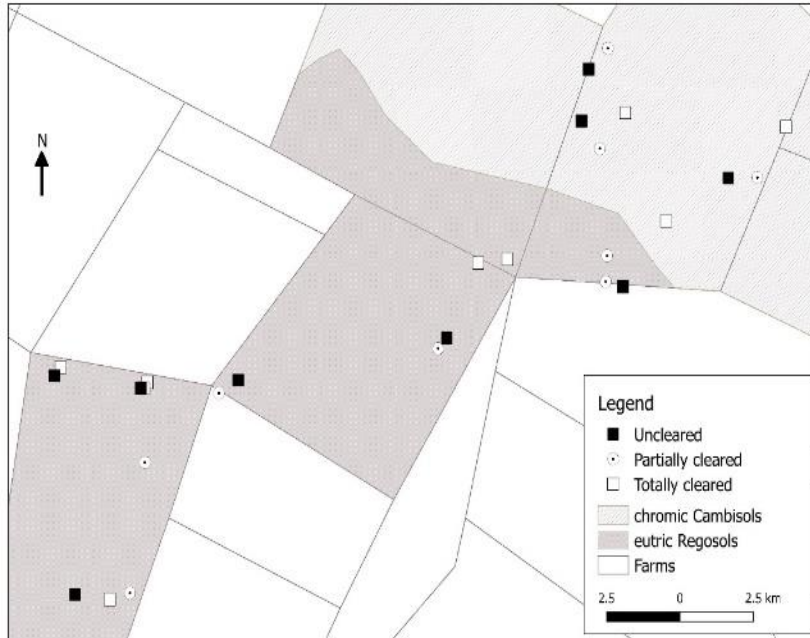 N
Legend
Uncleared
Partially cleared
Totally cleared
chromic Cambisols
eutric Regosols
Farms
2.5 0 2.5 km